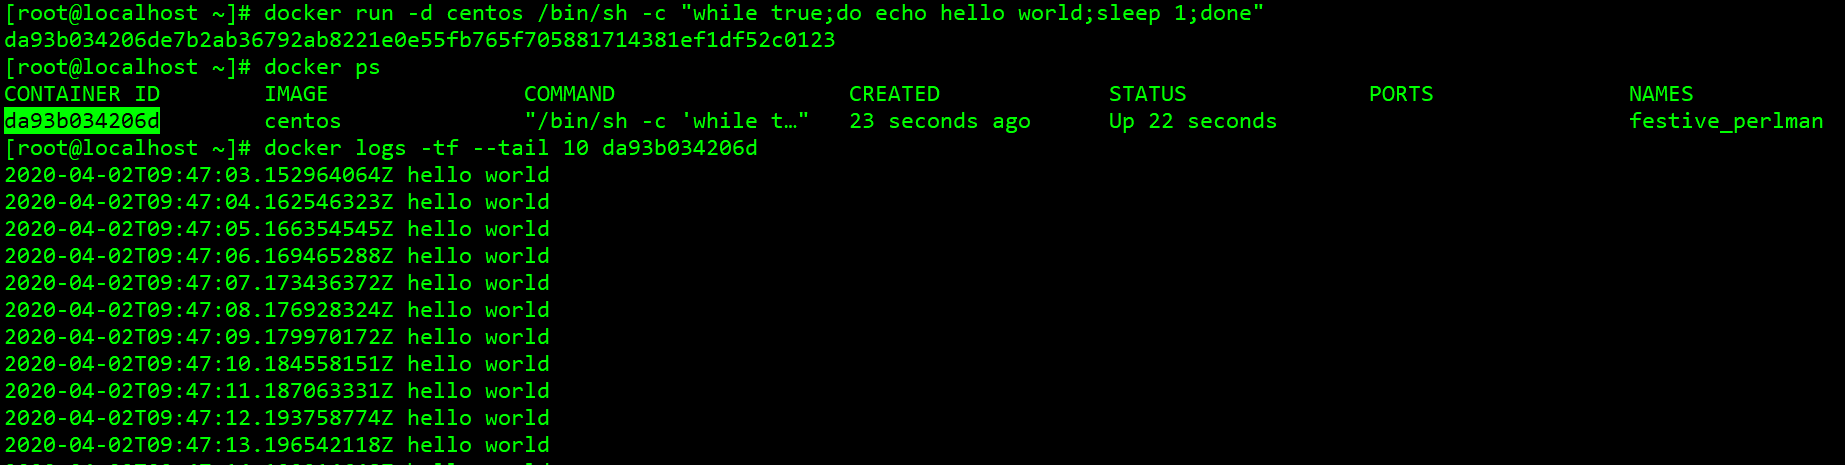 [root@localhost ~]# docker run -d centos /bin/sh -c "while true;do echo hello world;sleep 1;done"
da93b034206de7b2ab36792ab8221e0e55fb765f705881714381ef1df52c0123
[root@localhost ~]# docker ps
CONTAINER ID        IMAGE               COMMAND                  CREATED             STATUS              PORTS               NAMES
da93b034206d        centos              "/bin/sh -c 'while t…"   23 seconds ago      Up 22 seconds                           festive_perlman
[root@localhost ~]# docker logs -tf --tail 10 da93b034206d
2020-04-02T09:47:03.152964064Z hello world
2020-04-02T09:47:04.162546323Z hello world
2020-04-02T09:47:05.166354545Z hello world
2020-04-02T09:47:06.169465288Z hello world
2020-04-02T09:47:07.173436372Z hello world
2020-04-02T09:47:08.176928324Z hello world
2020-04-02T09:47:09.179970172Z hello world
2020-04-02T09:47:10.184558151Z hello world
2020-04-02T09:47:11.187063331Z hello world
2020-04-02T09:47:12.193758774Z hello world
2020-04-02T09:47:13.196542118Z hello world